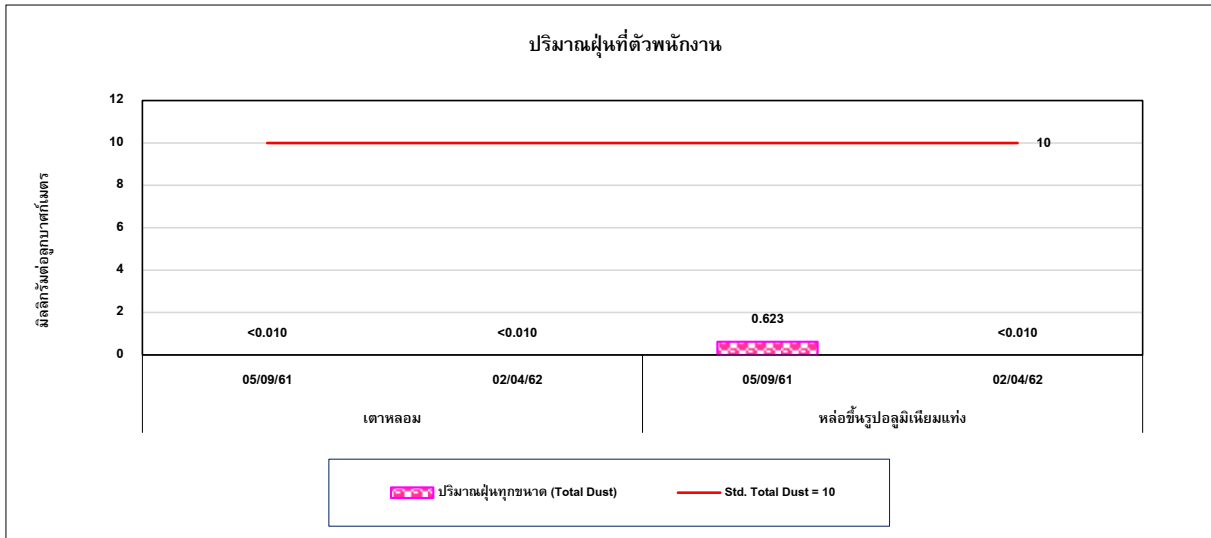 ปริมาณฝุ่นที่ตัวพนักงาน
มิลลิกรัมต่อลูกบาศก์เมตร
12
10
8
6
4
2
0
10
<0.010
<0.010
0.623
<0.010
05/09/61
02/04/62
05/09/61
02/04/62
เตาหลอม
หล่อขึ้นรูปอลูมิเนียมแท่ง
ปริมาณฝุ่นทุกขนาด (Total Dust)
Std. Total Dust = 10